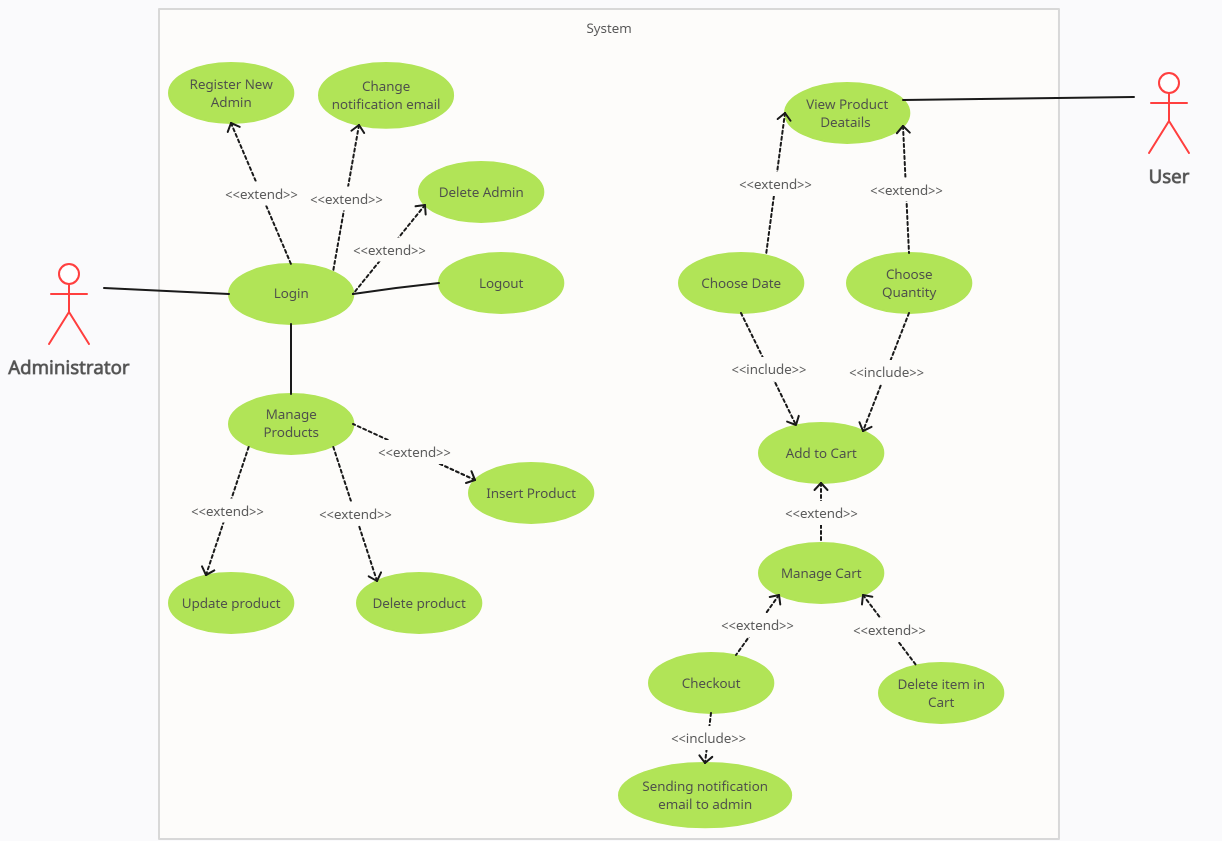 System
Register New
Admin
Change
notification email
View Product
Deatails
User
<<extend>>
<<extend>>
Delete Admin
<<extend>>
<<extend>>
<<extend>>
Login
Logout
Choose Date
Choose
Quantity
Administrator
<<include>>
<<include>>
Manage
Products
<<extend>>
Add to Cart
Insert Product
<<extend>>
<<extend>>
<<extend>>
Manage Cart
Update product
Delete product
<<extend>>
<<extend>>
Checkout
Delete item in
Cart
<<include>>
Sending notification
email to admin